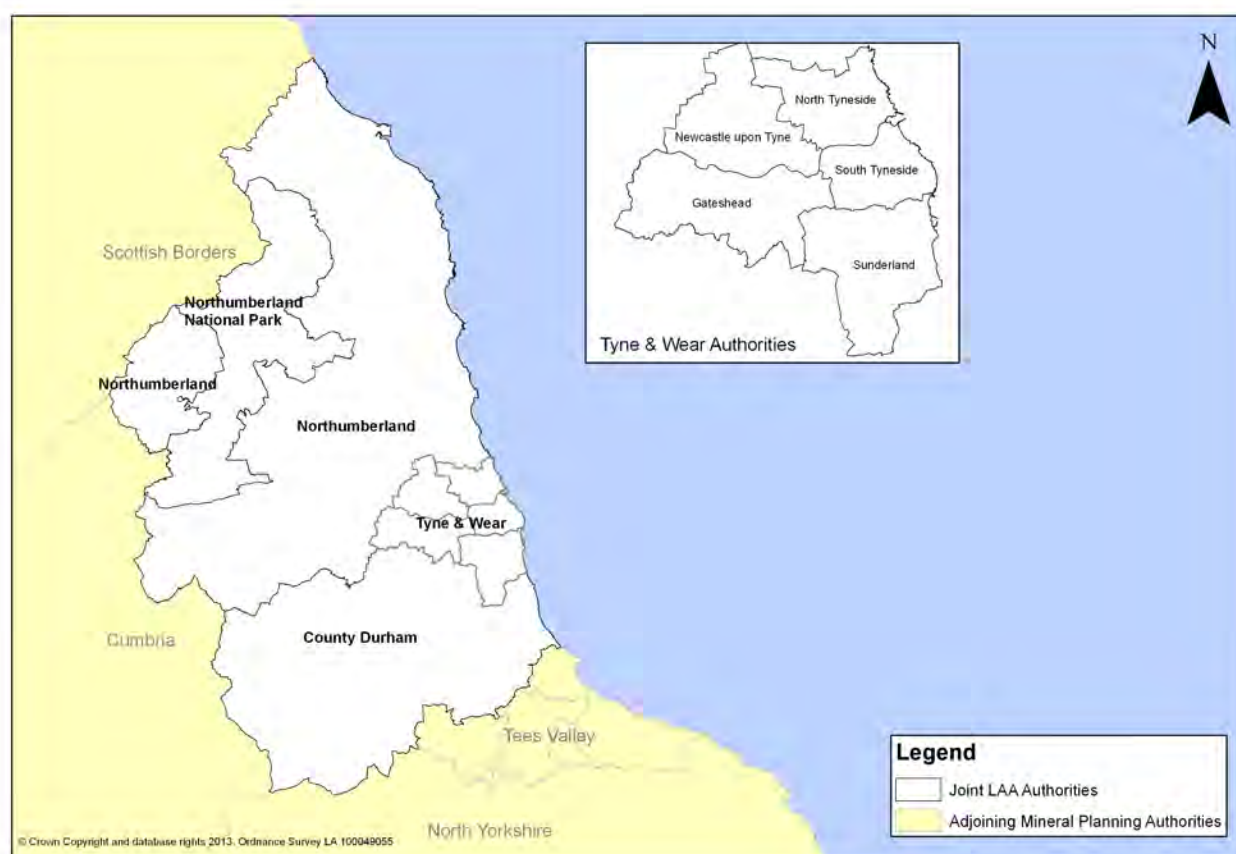 N
North Tyneside
Newcastle upon Tyne
South Tyneside
Gateshead
Sunderland
Tyne & Wear Authorities
Scottish Borders
Northumberland
National Park
Northumberland
Northumberland
Tyne & Wear
County Durham
Cumbria
Tees Valley
North Yorkshire
Legend
Joint LAA Authorities
Adjoining Mineral Planning Authorities
© Crown Copyright and database rights 2013. Ordnance Survey LA 100049055